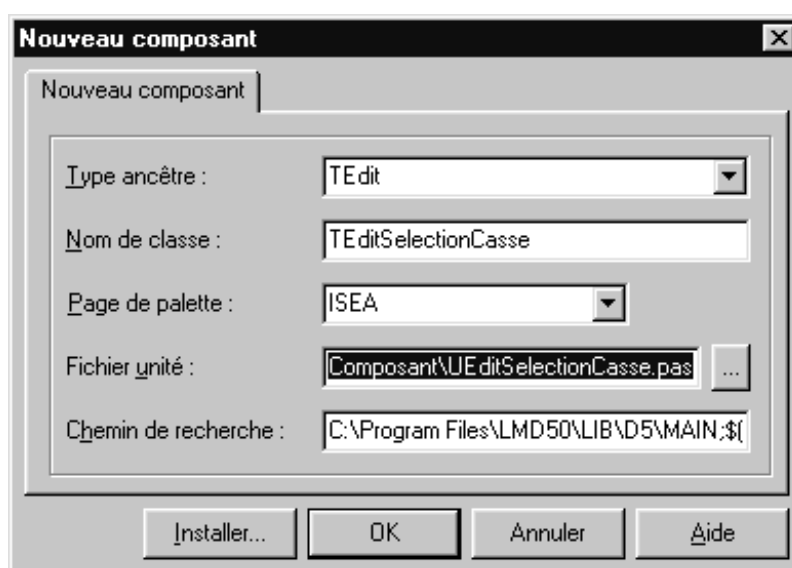 Nouveau composant
Nouveau composant
Type ancêtre : TEdit
Nom de classe : TEditSelectionCasse
Page de palette : ISEA
Fichier unité : Composant\UEditSelectionCasse.pas ...
Chemin de recherche : C:\Program Files\LMD50\LIB\D5\MAIN;$(
Installer... OK Annuler Aide